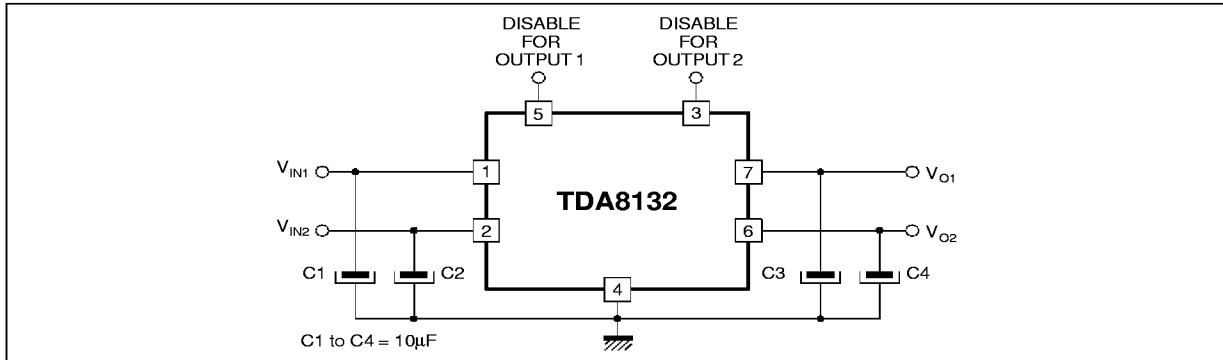 DISABLE
FOR
OUTPUT 1
DISABLE
FOR
OUTPUT 2
5
3
VIN1
1
7
VO1
TDA8132
VIN2
2
6
VO2
C1
C2
C3
C4
4
C1 to C4 = 10µF